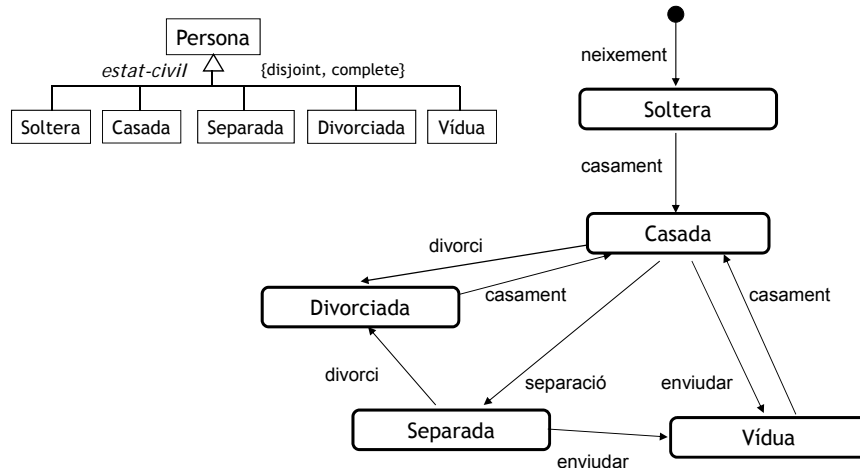 Persona
estat-civil {disjoint, complete}
Soltera Casada Separada Divorciada Vídua
neixement
Soltera
casament
Casada
divorci
Divorciada
casament
casament
divorci
separació
enviudar
Separada
Vídua
enviudar